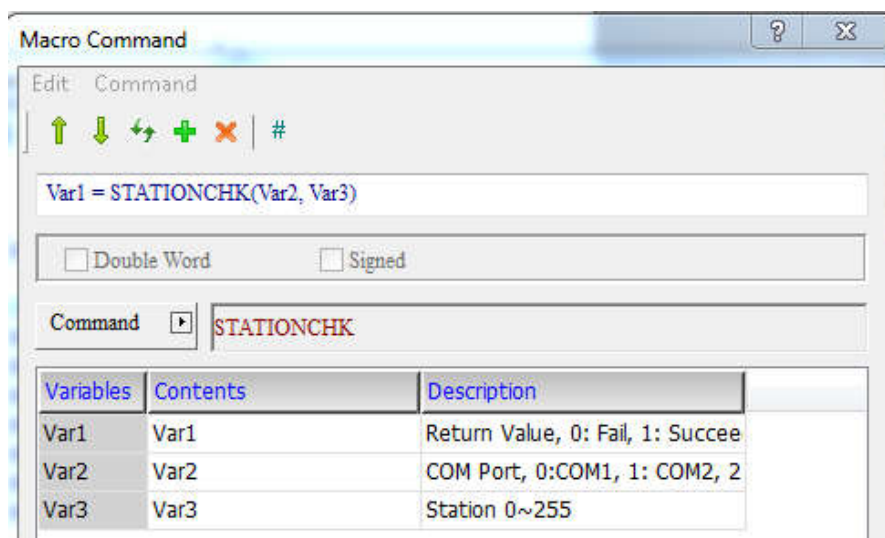 Macro Command
Edit Command
#
Var1 = STATIONCHK(Var2, Var3)
Double Word Signed
Command STATIONCHK
Variables Contents Description
Var1 Var1 Return Value, 0: Fail, 1: Succee
Var2 Var2 COM Port, 0:COM1, 1: COM2, 2
Var3 Var3 Station 0~255